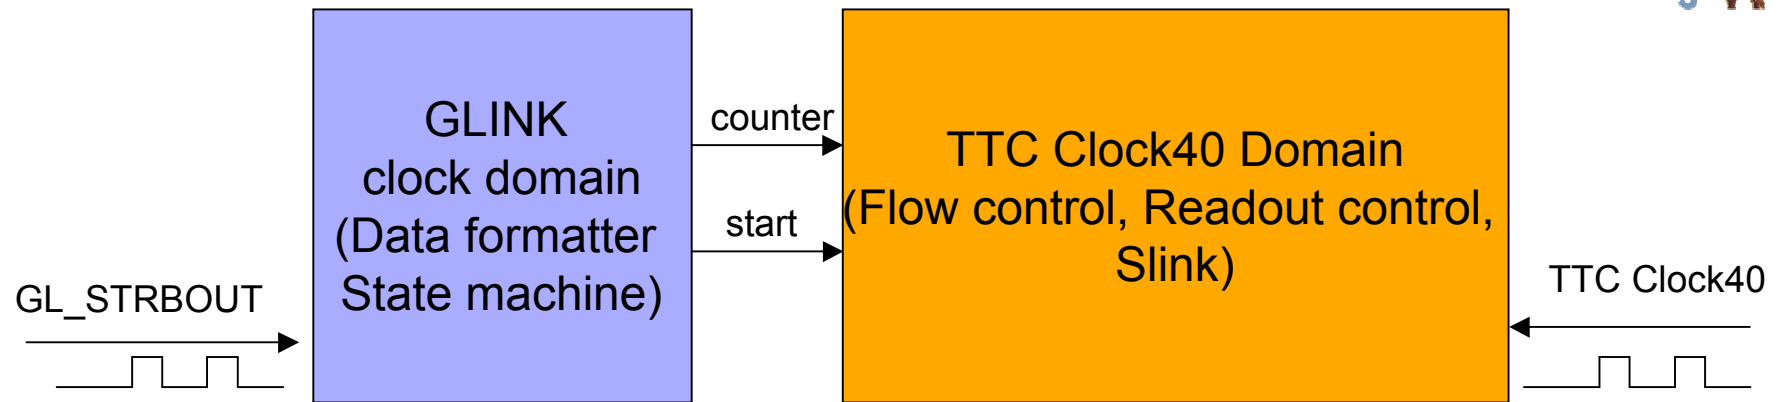 GLINK
clock domain
(Data formatter
State machine)
counter
start
TTC Clock40 Domain
(Flow control, Readout control,
Slink)
GL_STRBOUT
TTC Clock40